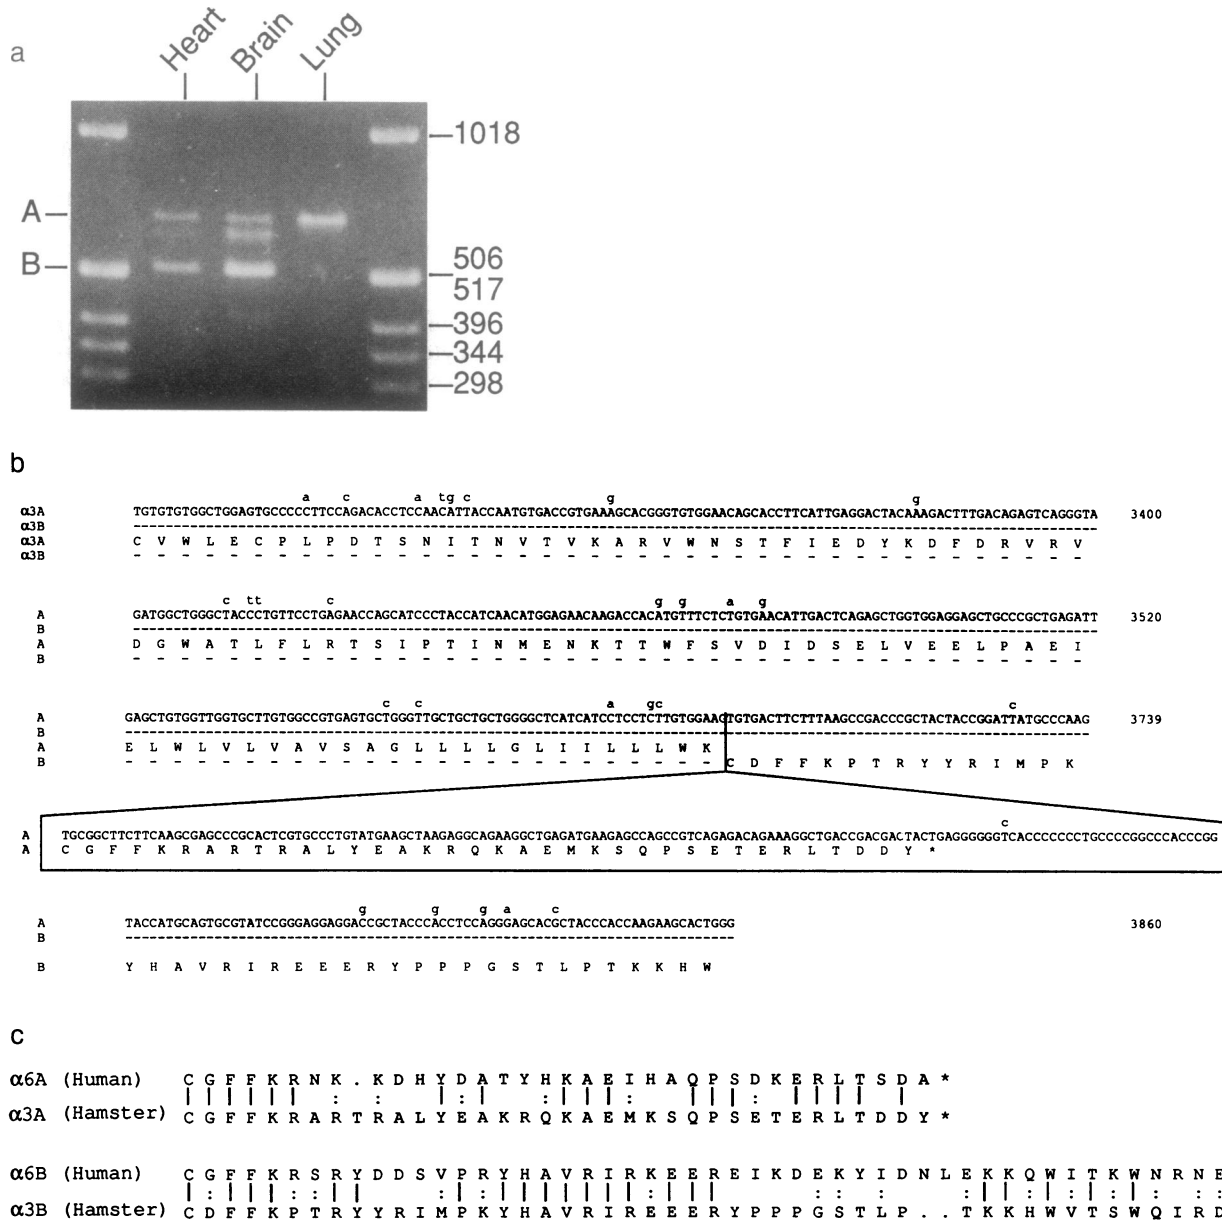 a
Heart Brain Lung
A
B
1018
506
517
396
344
298
b
a c a tg c g g
α3A TGTGTGTGGCTGGAGTGCCCCCTTCCAGACACCTCCAACATTACCAATGTGACCGTGAAAGCACGGGTGTGGAACAGCACCTTCATTGAGGACTACAAAGACTTTGACAGAGTCAGGGTA 3400
α3B ------------------------------------------------------------------------------------------------------------------------
α3A C V W L E C P L P D T S N I T N V T V K A R V W N S T F I E D Y K D F D R V R V
α3B - - - - - - - - - - - - - - - - - - - - - - - - - - - - - - - - - - - - - - - -
c tt c g g a g
A GATGGCTGGGCTACCCTGTTCCTGAGAACCAGCATCCCTACCATCAACATGGAGAACAAGACCACATGTTTCTCTGTGAACATTGACTCAGAGCTGGTGGAGGAGCTGCCCGCTGAGATT 3520
B ------------------------------------------------------------------------------------------------------------------------
A D G W A T L F L R T S I P T I N M E N K T T W F S V D I D S E L V E E L P A E I
B - - - - - - - - - - - - - - - - - - - - - - - - - - - - - - - - - - - - - - - -
c c a gc c
A GAGCTGTGGTTGGTGCTTGTGGCCGTGAGTGCTGGGTTGCTGCTGCTGGGGCTCATCATCCTCCTCTTGTGGAAGTGTGACTTCTTTAAGCCGACCCGCTACTACCGGATTATGCCCAAG 3739
B ------------------------------------------------------------------------------------------------------------------------
A E L W L V L V A V S A G L L L L G L I I L L L W K
B - - - - - - - - - - - - - - - - - - - - - - - - - C D F F K P T R Y Y R I M P K
c
A TGCGGCTTCTTCAAGCGAGCCCGCACTCGTGCCCTGTATGAAGCTAAGAGGCAGAAGGCTGAGATGAAGAGCCAGCCGTCAGAGACAGAAAGGCTGACCGACGACTACTGAGGGGGGTCACCCCCCCTGCCCCGGCCCACCCGG
A C G F F K R A R T R A L Y E A K R Q K A E M K S Q P S E T E R L T D D Y *
g g g a c
A TACCATGCAGTGCGTATCCGGGAGGAGGACCGCTACCCACCTCCAGGGAGCACGCTACCCACCAAGAAGCACTGGG 3860
B ----------------------------------------------------------------------------
B Y H A V R I R E E E R Y P P P G S T L P T K K H W
c
α6A (Human) C G F F K R N K . K D H Y D A T Y H K A E I H A Q P S D K E R L T S D A *
α3A (Hamster) C G F F K R A R T R A L Y E A K R Q K A E M K S Q P S E T E R L T D D Y *
α6B (Human) C G F F K R S R Y D D S V P R Y H A V R I R K E E R E I K D E K Y I D N L E K K Q W I T K W N R N E
α3B (Hamster) C D F F K P T R Y Y R I M P K Y H A V R I R E E E R Y P P P G S T L P . . T K K H W V T S W Q I R D